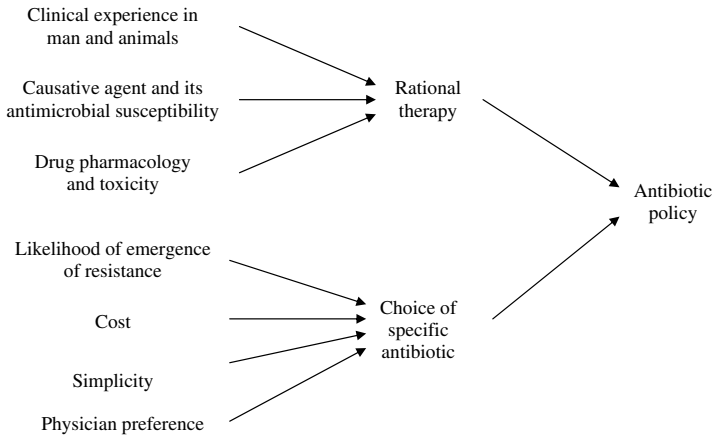 Clinical experience in
man and animals
Causative agent and its
antimicrobial susceptibility
Drug pharmacology
and toxicity
Rational
therapy
Likelihood of emergence
of resistance
Cost
Simplicity
Physician preference
Choice of
specific
antibiotic
Antibiotic
policy